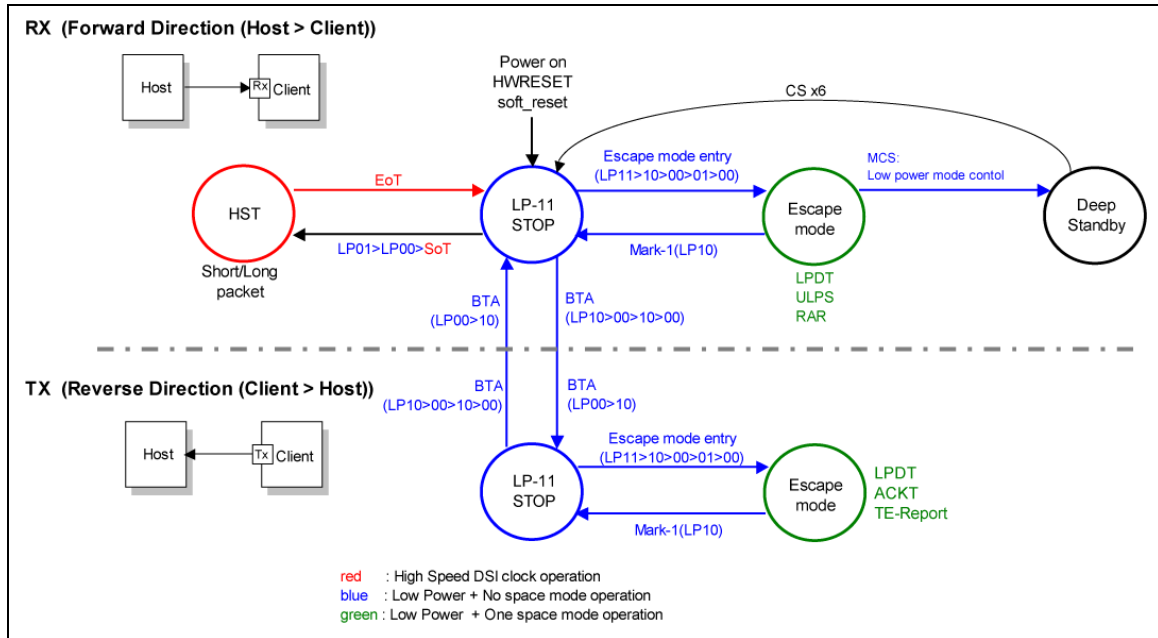 RX (Forward Direction (Host > Client))
Host
Rx
Client
Power on
HWRESET
soft_reset
CS x6
EoT
Escape mode entry
(LP11>10>00>01>00)
MCS:
Low power mode contol
HST
LP-11
STOP
Escape
mode
Deep
Standby
LP01>LP00>SoT
Mark-1(LP10)
Short/Long
packet
LPDT
ULPS
RAR
BTA
(LP00>10)
BTA
(LP10>00>10>00)
TX (Reverse Direction (Client > Host))
BTA
(LP10>00>10>00)
BTA
(LP00>10)
Host
Tx
Client
Escape mode entry
(LP11>10>00>01>00)
LP-11
STOP
Escape
mode
LPDT
ACKT
TE-Report
Mark-1(LP10)
red : High Speed DSI clock operation
blue : Low Power + No space mode operation
green : Low Power + One space mode operation